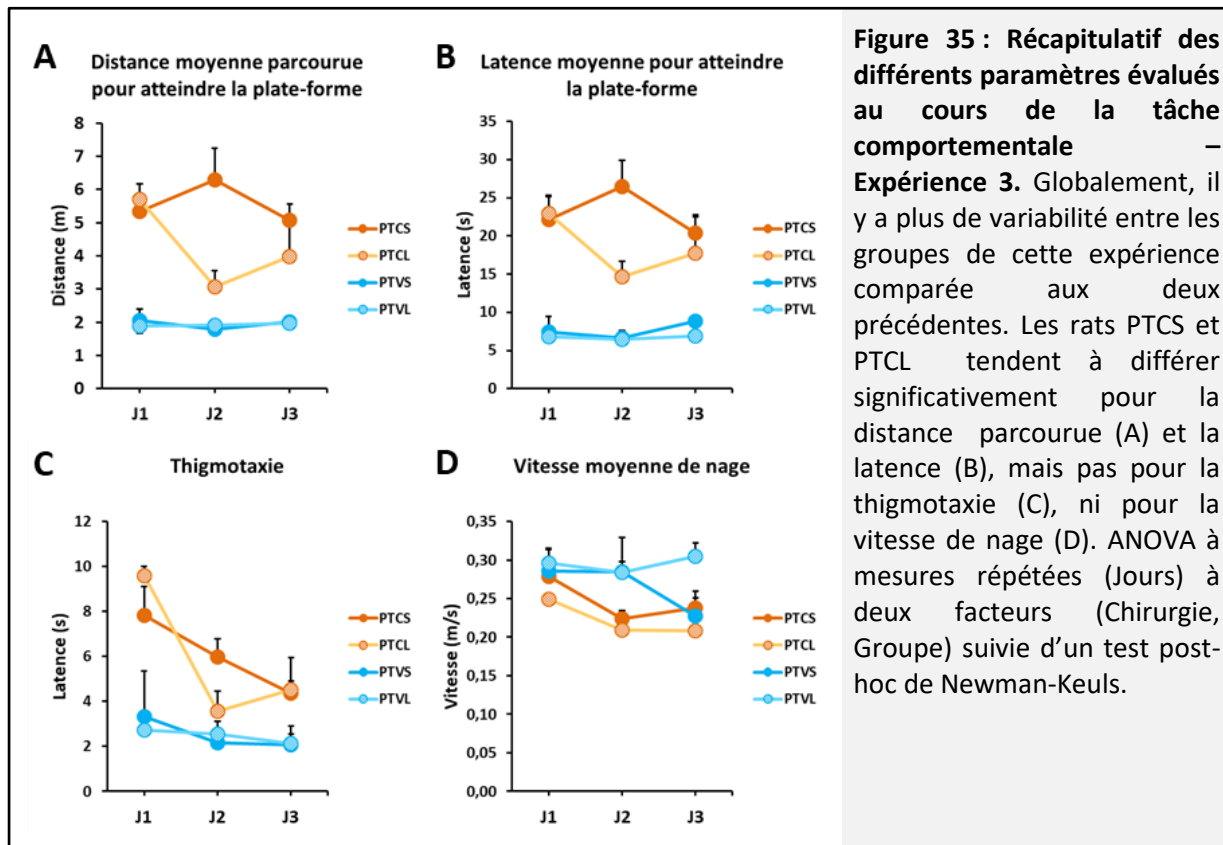 A
Distance moyenne parcourue
pour atteindre la plate-forme
Distance (m)
8
7
6
5
4
3
2
1
0
J1 J2 J3
PTCS
PTCL
PTVS
PTVL
B
Latence moyenne pour atteindre
la plate-forme
Latence (s)
35
30
25
20
15
10
5
0
J1 J2 J3
PTCS
PTCL
PTVS
PTVL
C
Thigmotaxie
Latence (s)
12
10
8
6
4
2
0
J1 J2 J3
PTCS
PTCL
PTVS
PTVL
D
Vitesse moyenne de nage
Vitesse (m/s)
0,35
0,30
0,25
0,20
0,15
0,10
0,05
0,00
J1 J2 J3
PTCS
PTCL
PTVS
PTVL
Figure 35 : Récapitulatif des
différents paramètres évalués
au cours de la tâche
comportementale –
Expérience 3. Globalement, il
y a plus de variabilité entre les
groupes de cette expérience
comparée aux deux
précédentes. Les rats PTCS et
PTCL tendent à différer
significativement pour la
distance parcourue (A) et la
latence (B), mais pas pour la
thigmotaxie (C), ni pour la
vitesse de nage (D). ANOVA à
mesures répétées (Jours) à
deux facteurs (Chirurgie,
Groupe) suivie d’un test post-
hoc de Newman-Keuls.